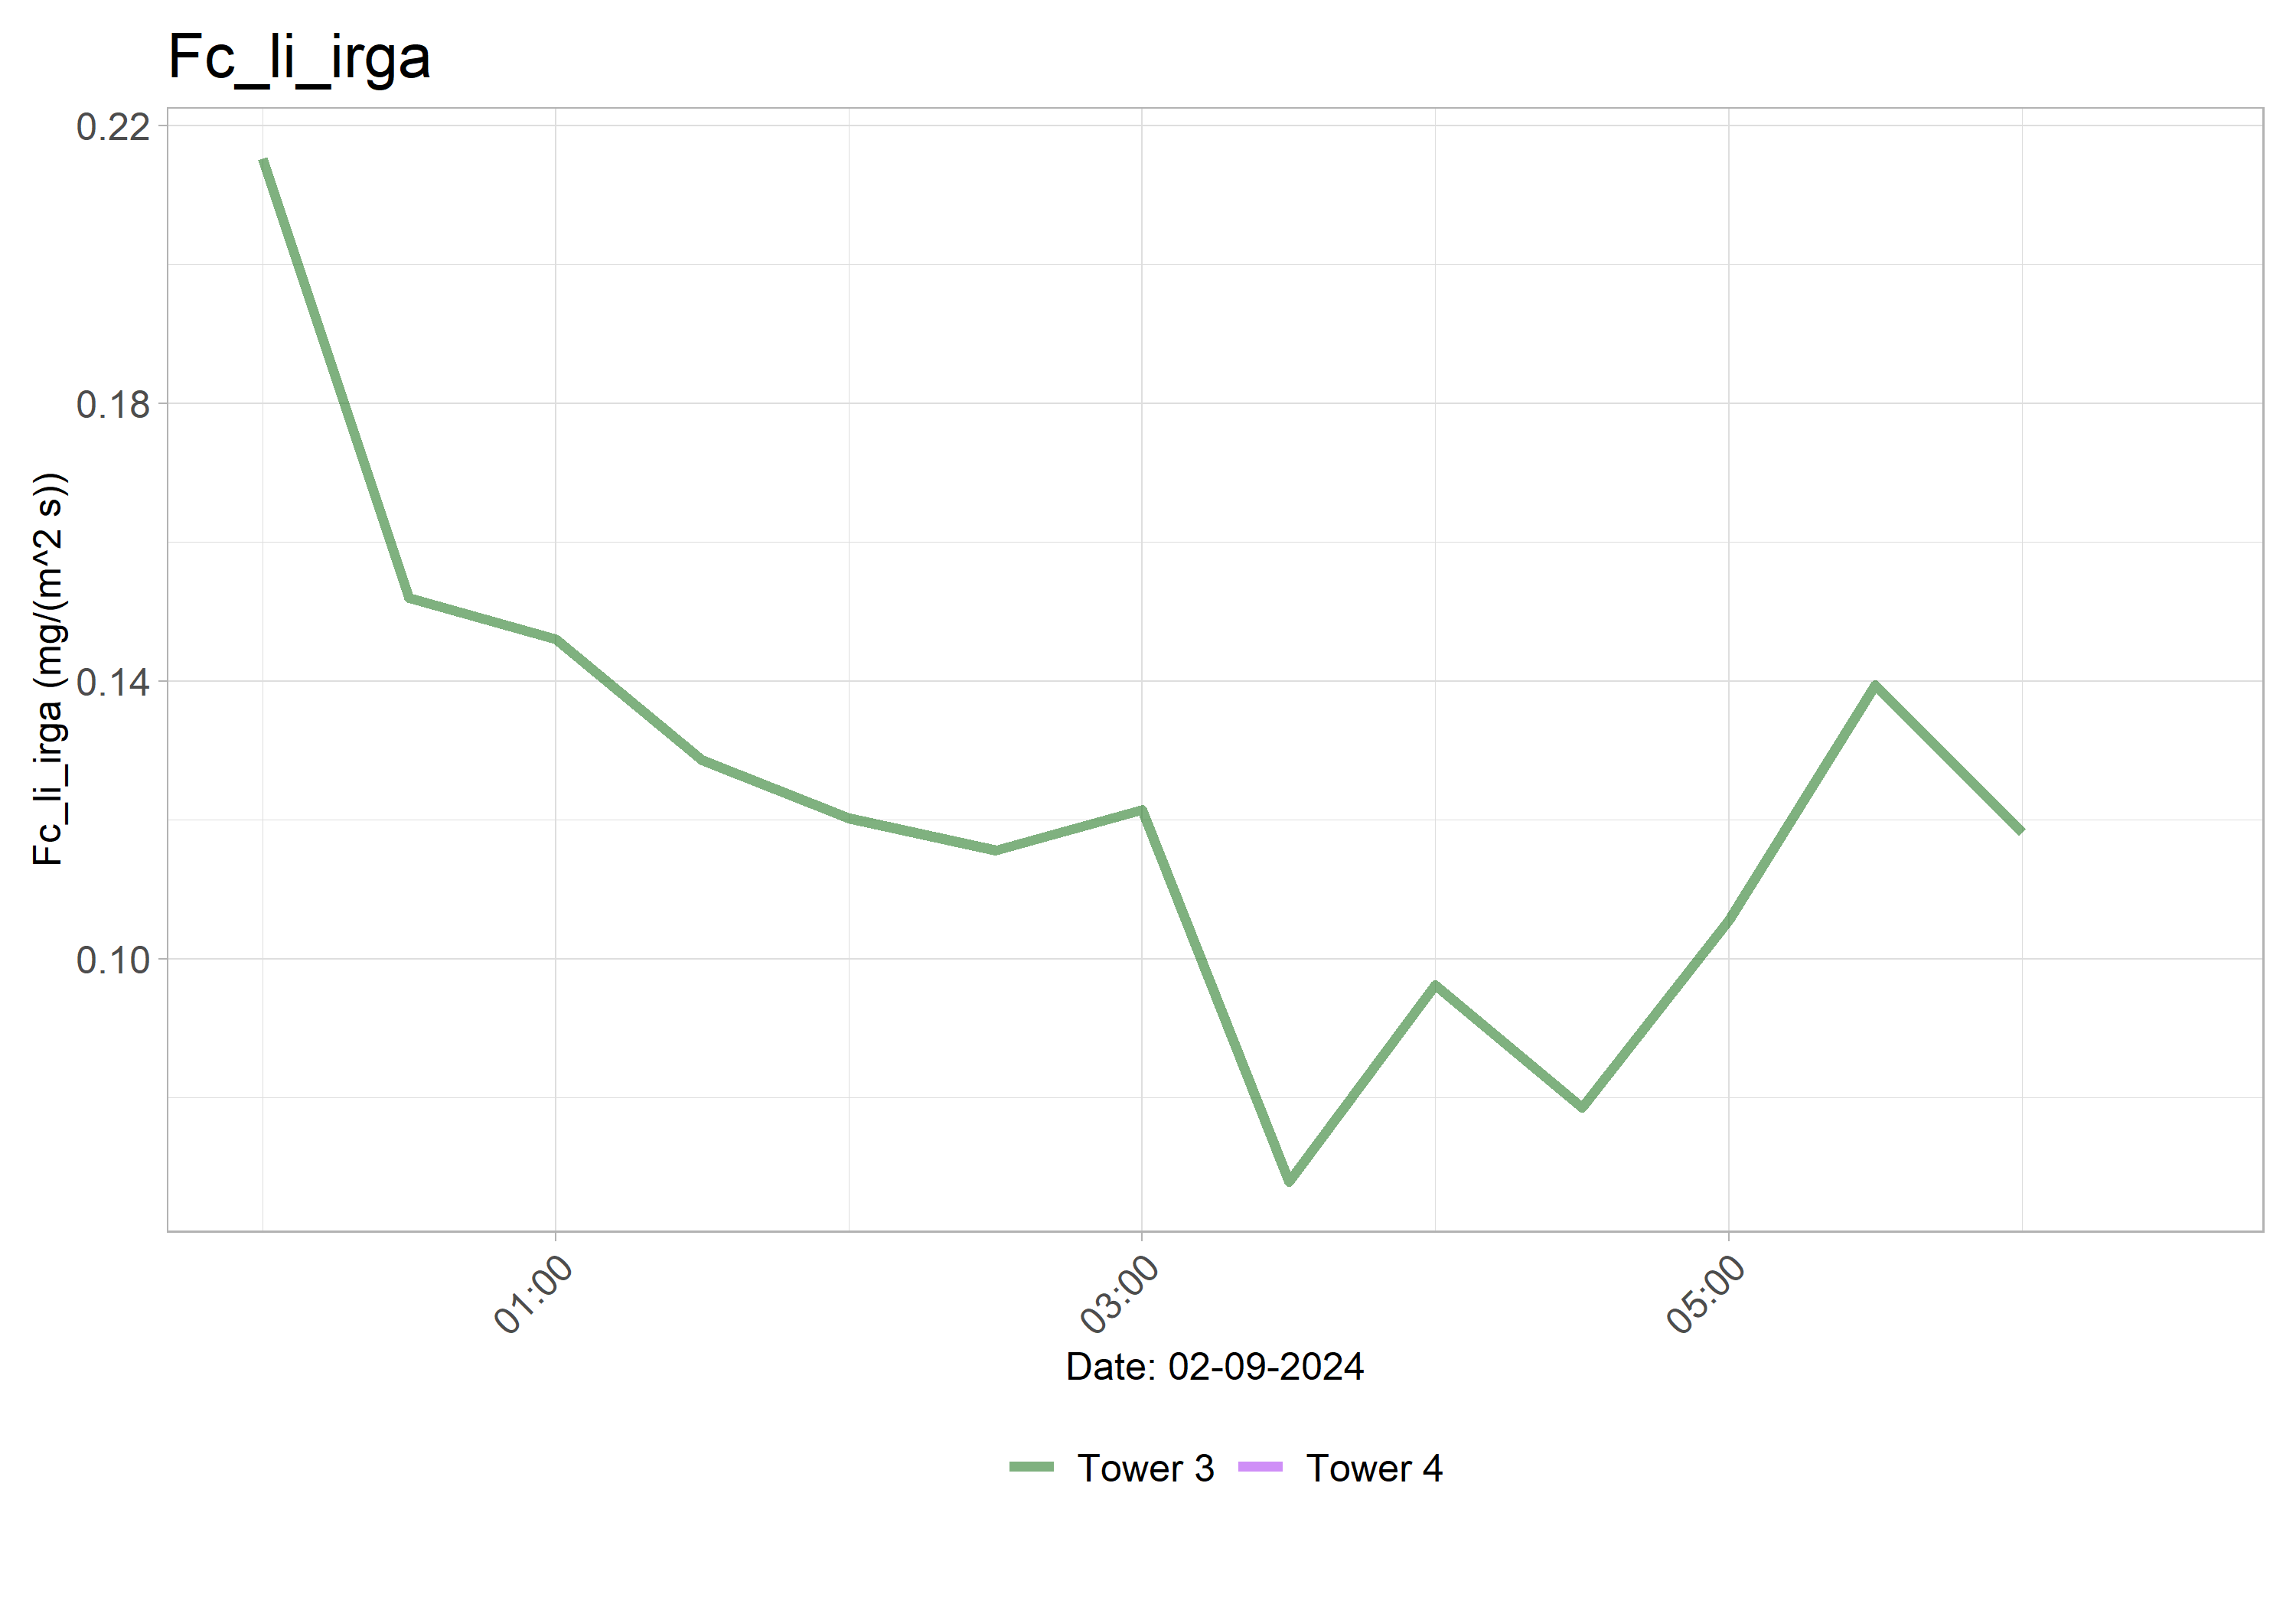 Fc_li_irga
0.22
0.18
0.14
0.10
Fc_li_irga (mg/(m^2 s))
01:00
03:00
05:00
Date: 02-09-2024
Tower 3
Tower 4